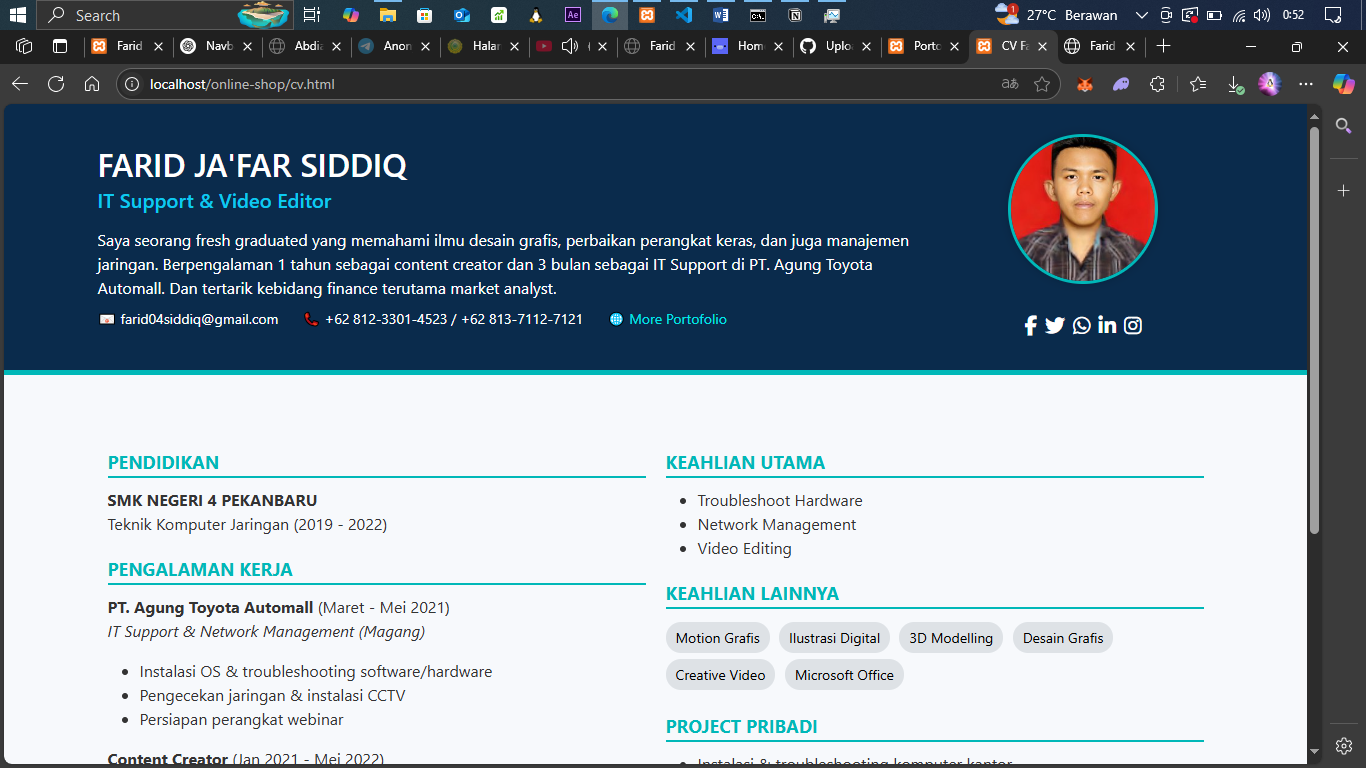 Search
1
27°C Berawan
0:52
Farid
Navb
Abdia
Anon
Halar
(
Farid
Hom
Uplo
Porto
CV Fa
Farid
localhost/online-shop/cv.html
FARID JA'FAR SIDDIQ
IT Support & Video Editor
Saya seorang fresh graduated yang memahami ilmu desain grafis, perbaikan perangkat keras, dan juga manajemen
jaringan. Berpengalaman 1 tahun sebagai content creator dan 3 bulan sebagai IT Support di PT. Agung Toyota
Automall. Dan tertarik kebidang finance terutama market analyst.
farid04siddiq@gmail.com
+62 812-3301-4523 / +62 813-7112-7121
More Portofolio
PENDIDIKAN
SMK NEGERI 4 PEKANBARU
Teknik Komputer Jaringan (2019 - 2022)
PENGALAMAN KERJA
PT. Agung Toyota Automall (Maret - Mei 2021)
IT Support & Network Management (Magang)
Instalasi OS & troubleshooting software/hardware
Pengecekan jaringan & instalasi CCTV
Persiapan perangkat webinar
Content Creator (Jan 2021 - Mei 2022)
KEAHLIAN UTAMA
Troubleshoot Hardware
Network Management
Video Editing
KEAHLIAN LAINNYA
Motion Grafis
Ilustrasi Digital
3D Modelling
Desain Grafis
Creative Video
Microsoft Office
PROJECT PRIBADI
Instalasi & troubleshooting komputer kantor